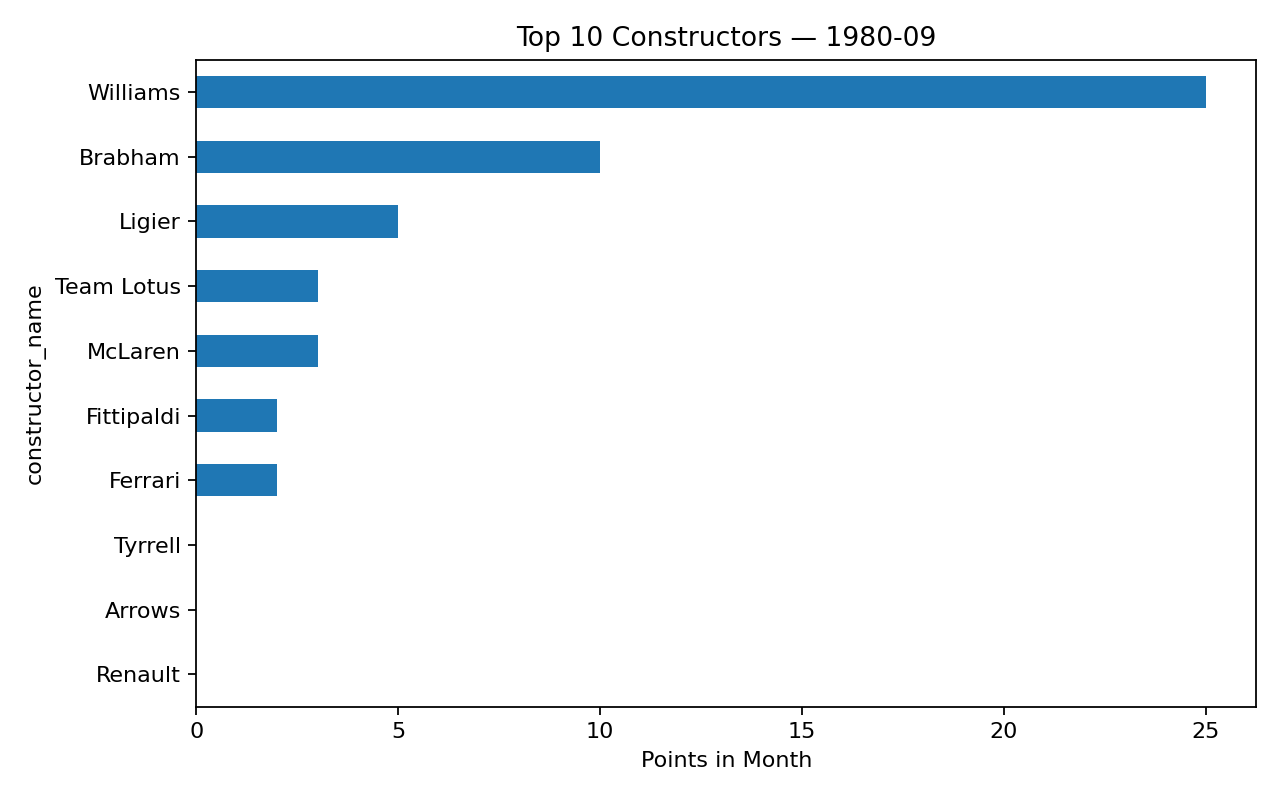 Top 10 Constructors — 1980-09
constructor_name
Williams
Brabham
Ligier
Team Lotus
McLaren
Fittipaldi
Ferrari
Tyrrell
Arrows
Renault
0 5 10 15 20 25
Points in Month